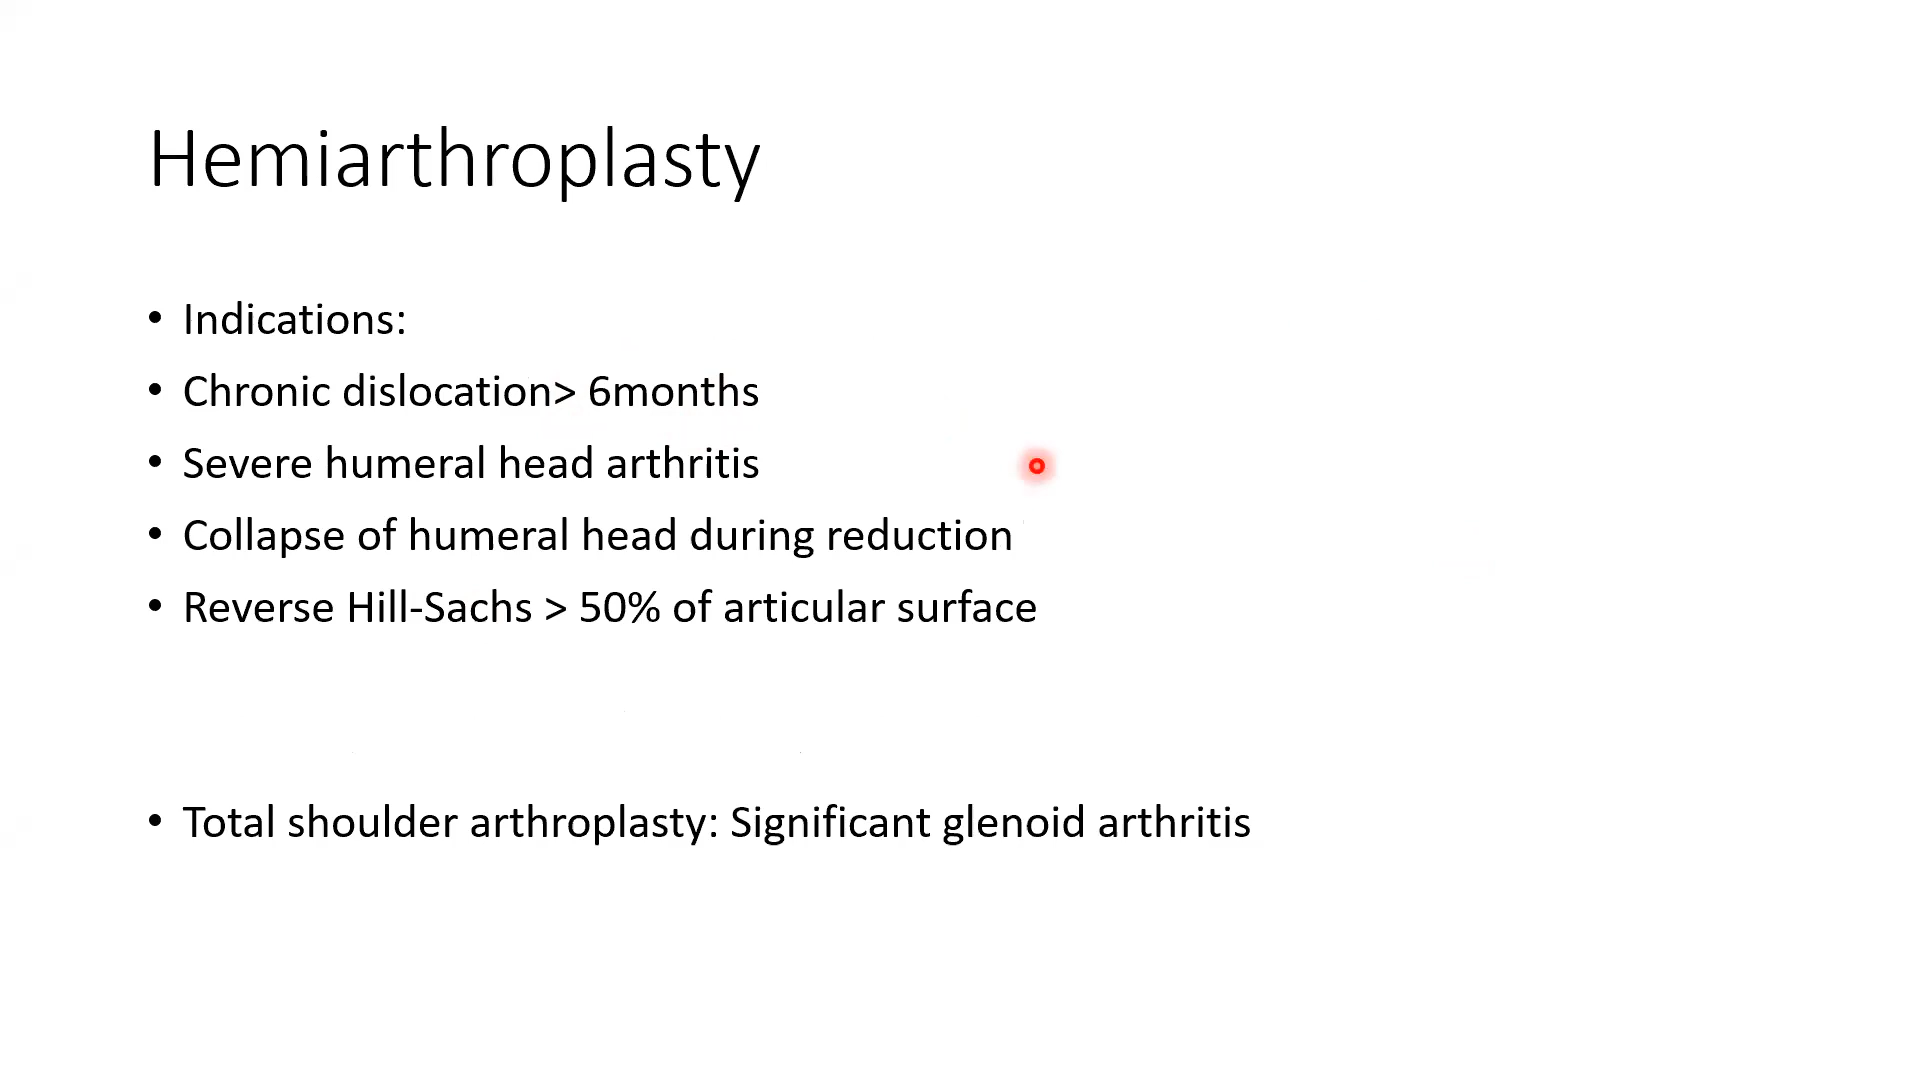 Hemiarthroplasty
• Indications:
• Chronic dislocation> 6months
• Severe humeral head arthritis
• Collapse of humeral head during reduction
• Reverse Hill-Sachs > 50% of articular surface
• Total shoulder arthroplasty: Significant glenoid arthritis